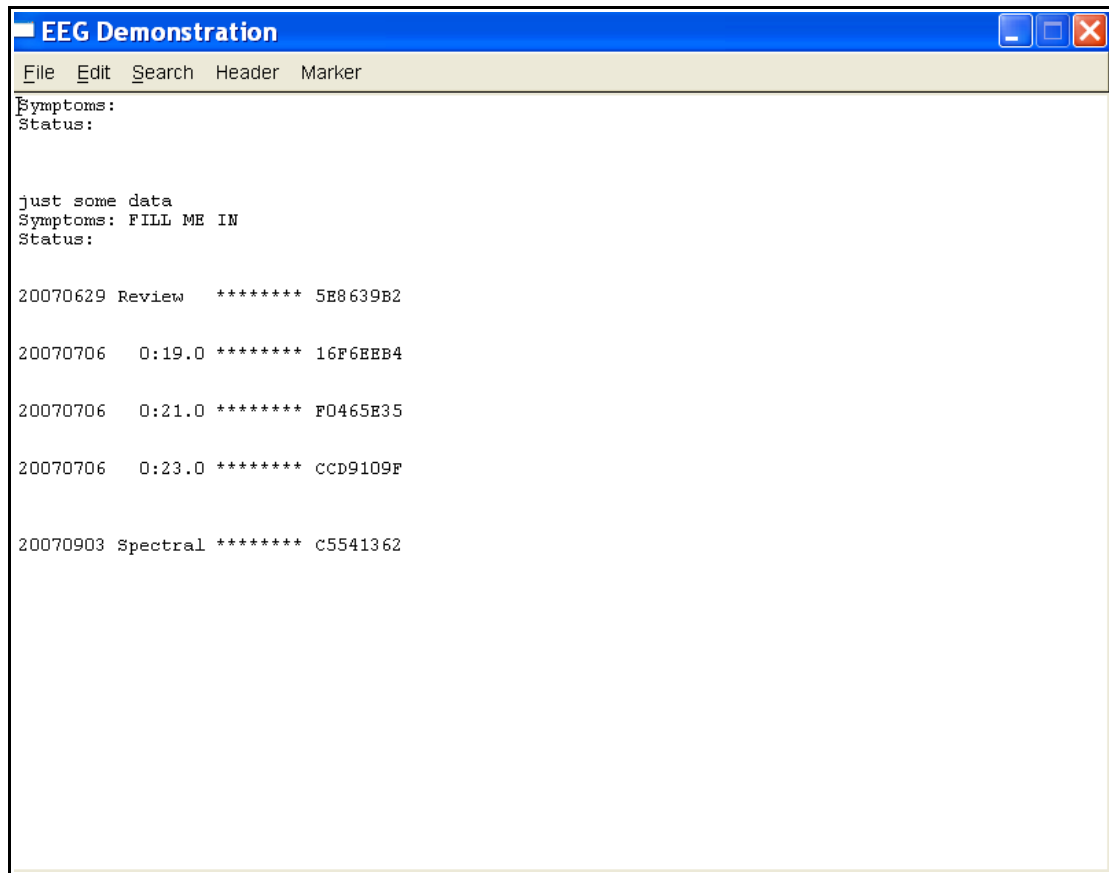 EEG Demonstration
File Edit Search Header Marker
Symptoms:
Status:
just some data
Symptoms: FILL ME IN
Status:
20070629 Review ******** 5E8639B2
20070706 0:19.0 ******** 16F6EEB4
20070706 0:21.0 ******** F0465E35
20070706 0:23.0 ******** CCD9109F
20070903 Spectral ******** C5541362